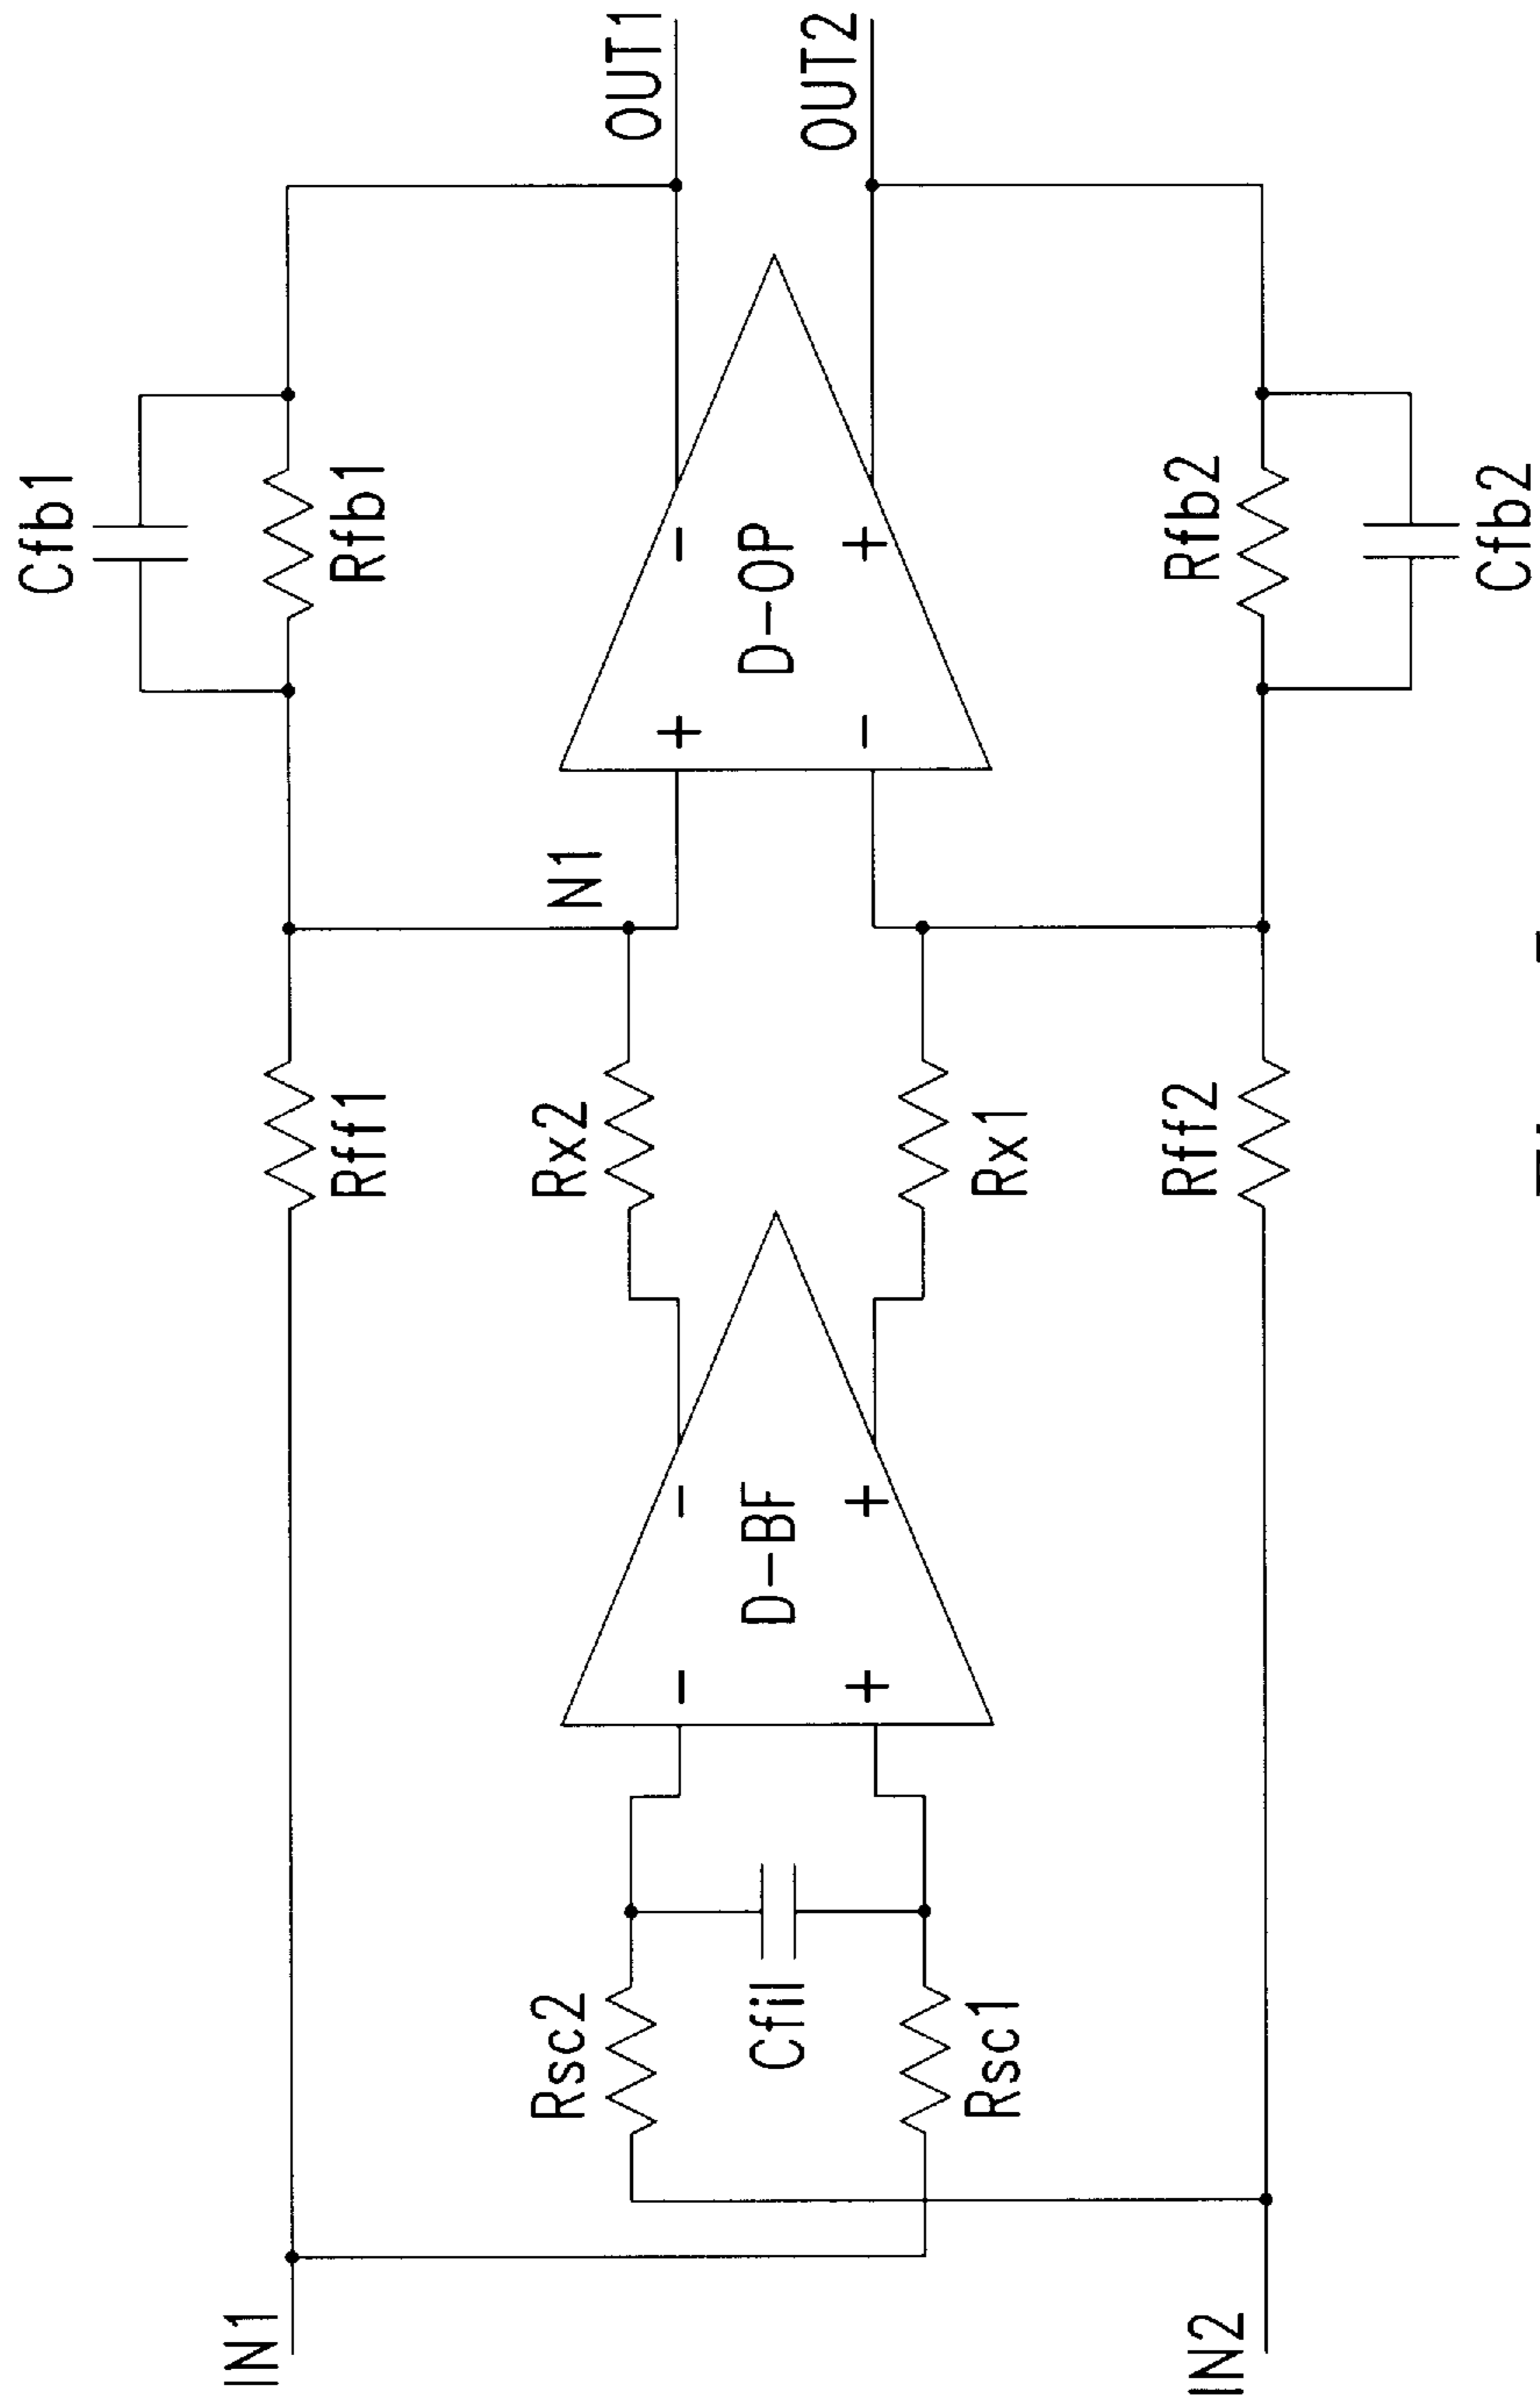 Cfb1
Rfb1
OUT1
IN1
Rff1
N1
Rsc2
Rx2
- -
+ -
Cfil
D-BF
D-OP
+ +
- +
Rsc1
Rx1
OUT2
IN2
Rff2
Rfb2
Cfb2